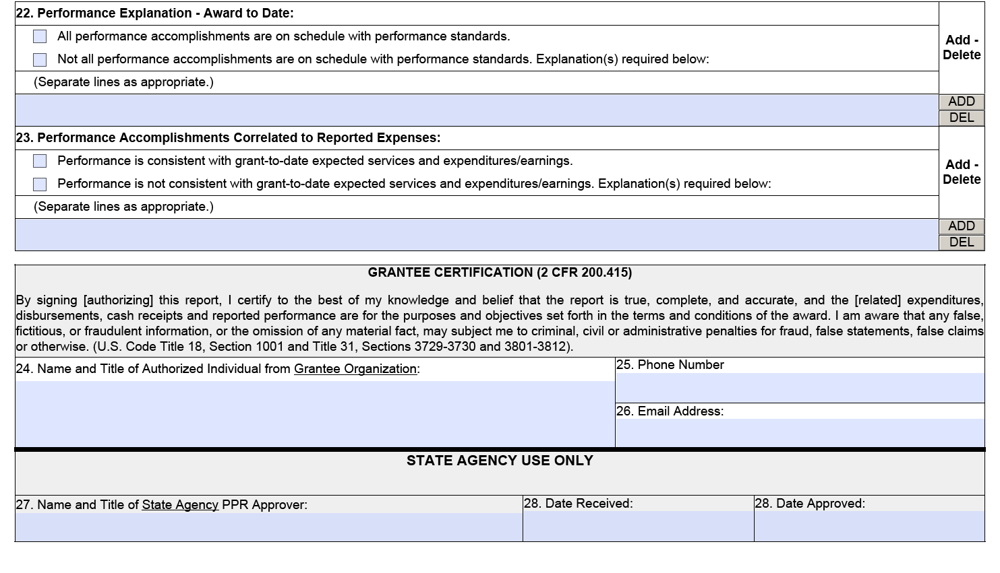 22. Performance Explanation - Award to Date:
All performance accomplishments are on schedule with performance standards.
Not all performance accomplishments are on schedule with performance standards. Explanation(s) required below:
Add -
Delete
(Separate lines as appropriate.)
ADD
DEL
23. Performance Accomplishments Correlated to Reported Expenses:
Performance is consistent with grant-to-date expected services and expenditures/earnings.
Performance is not consistent with grant-to-date expected services and expenditures/earnings. Explanation(s) required below:
Add -
Delete
(Separate lines as appropriate.)
ADD
DEL
GRANTEE CERTIFICATION (2 CFR 200.415)
By signing [authorizing] this report, I certify to the best of my knowledge and belief that the report is true, complete, and accurate, and the [related] expenditures,
disbursements, cash receipts and reported performance are for the purposes and objectives set forth in the terms and conditions of the award. I am aware that any false,
fictitious, or fraudulent information, or the omission of any material fact, may subject me to criminal, civil or administrative penalties for fraud, false statements, false claims
or otherwise. (U.S. Code Title 18, Section 1001 and Title 31, Sections 3729-3730 and 3801-3812).
24. Name and Title of Authorized Individual from Grantee Organization:
25. Phone Number
26. Email Address:
STATE AGENCY USE ONLY
27. Name and Title of State Agency PPR Approver:
28. Date Received:
28. Date Approved: